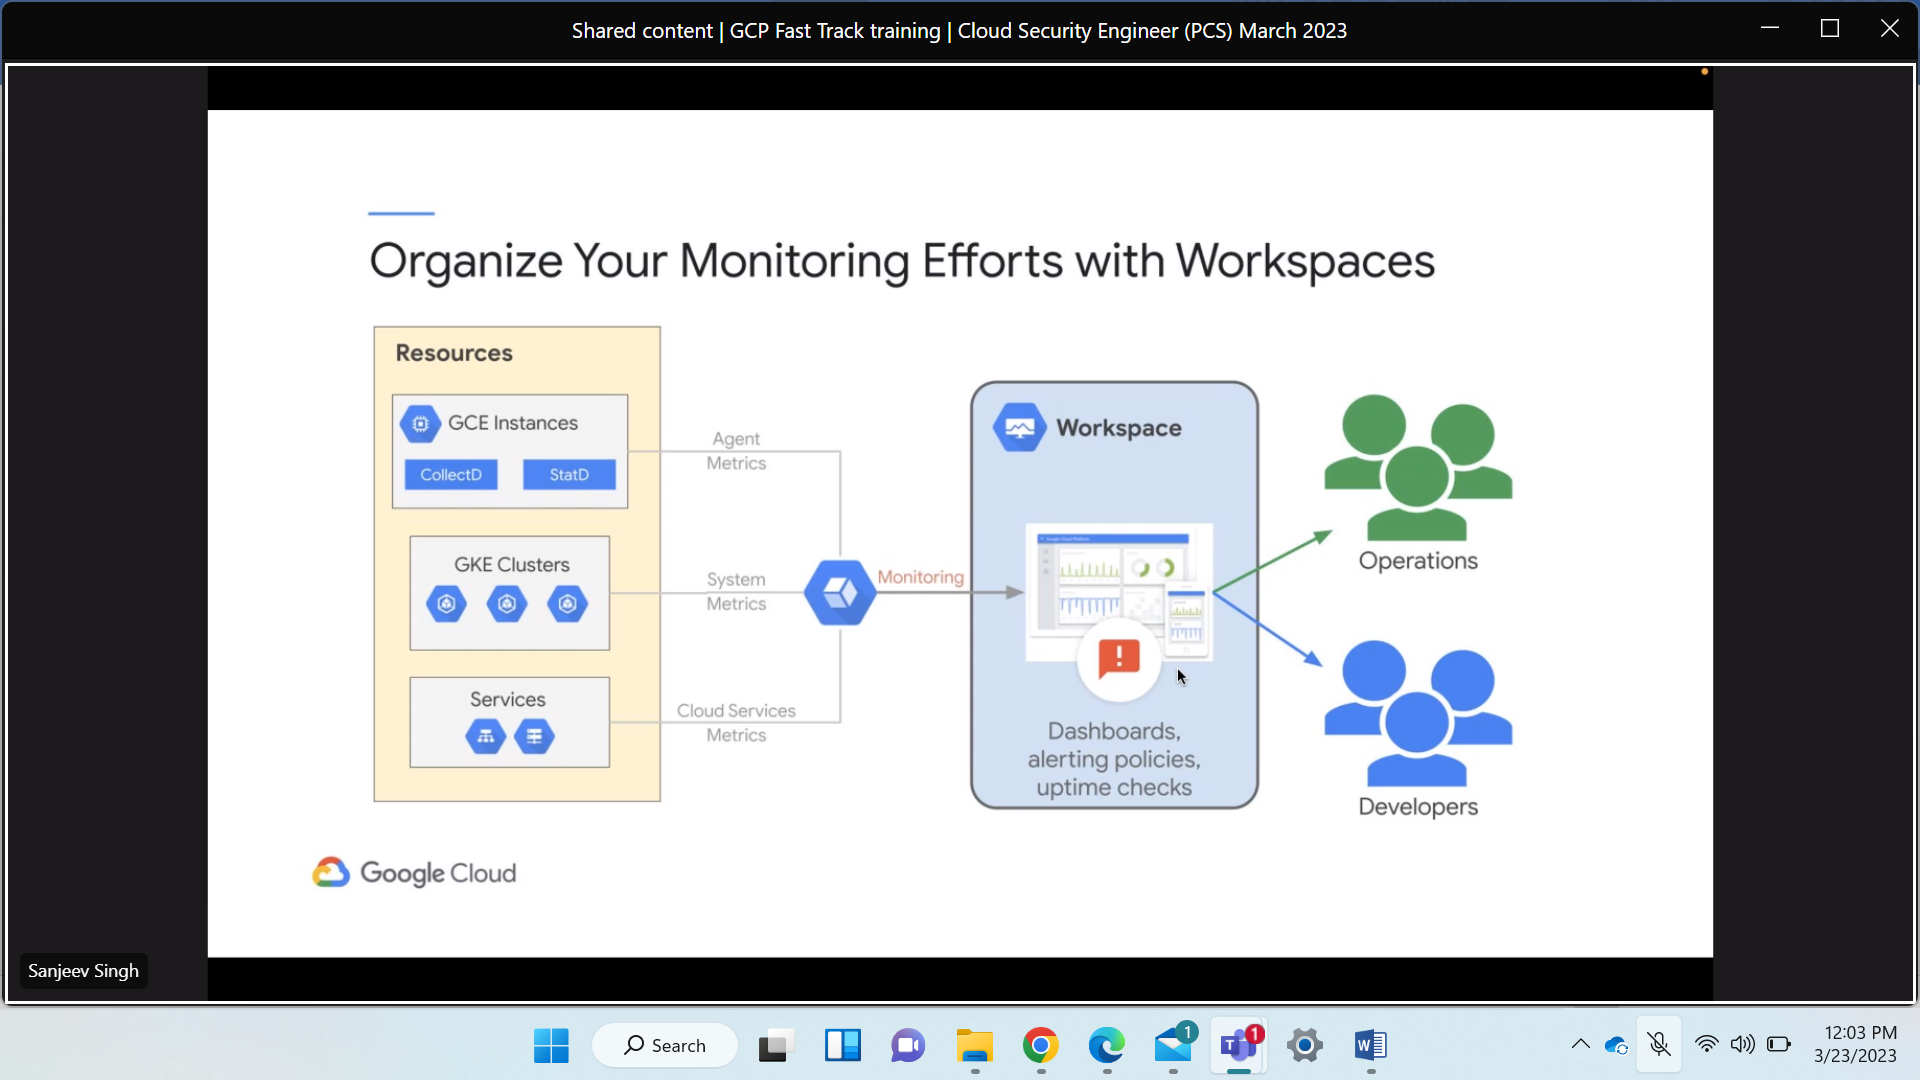 Shared content | GCP Fast Track training | Cloud Security Engineer (PCS) March 2023
Organize Your Monitoring Efforts with Workspaces
Resources
GCE Instances
CollectD
StatD
GKE Clusters
Services
Agent
Metrics
System
Metrics
Cloud Services
Metrics
Monitoring
Workspace
Dashboards,
alerting policies,
uptime checks
Operations
Developers
Google Cloud
Sanjeev Singh
Search
1
1
12:03 PM
3/23/2023